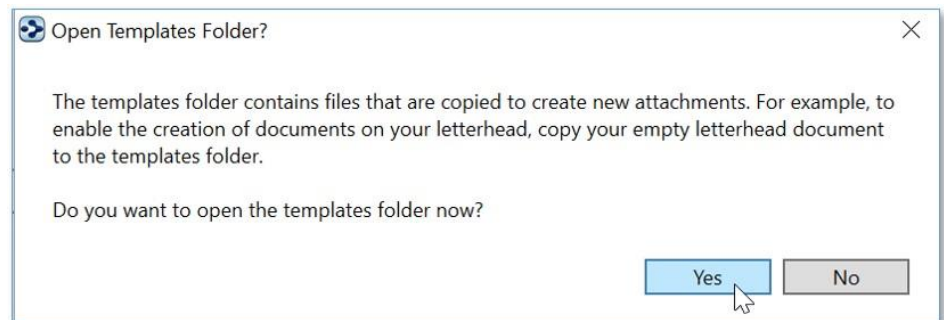 Open Templates Folder?
The templates folder contains files that are copied to create new attachments. For example, to
enable the creation of documents on your letterhead, copy your empty letterhead document
to the templates folder.
Do you want to open the templates folder now?
Yes
No